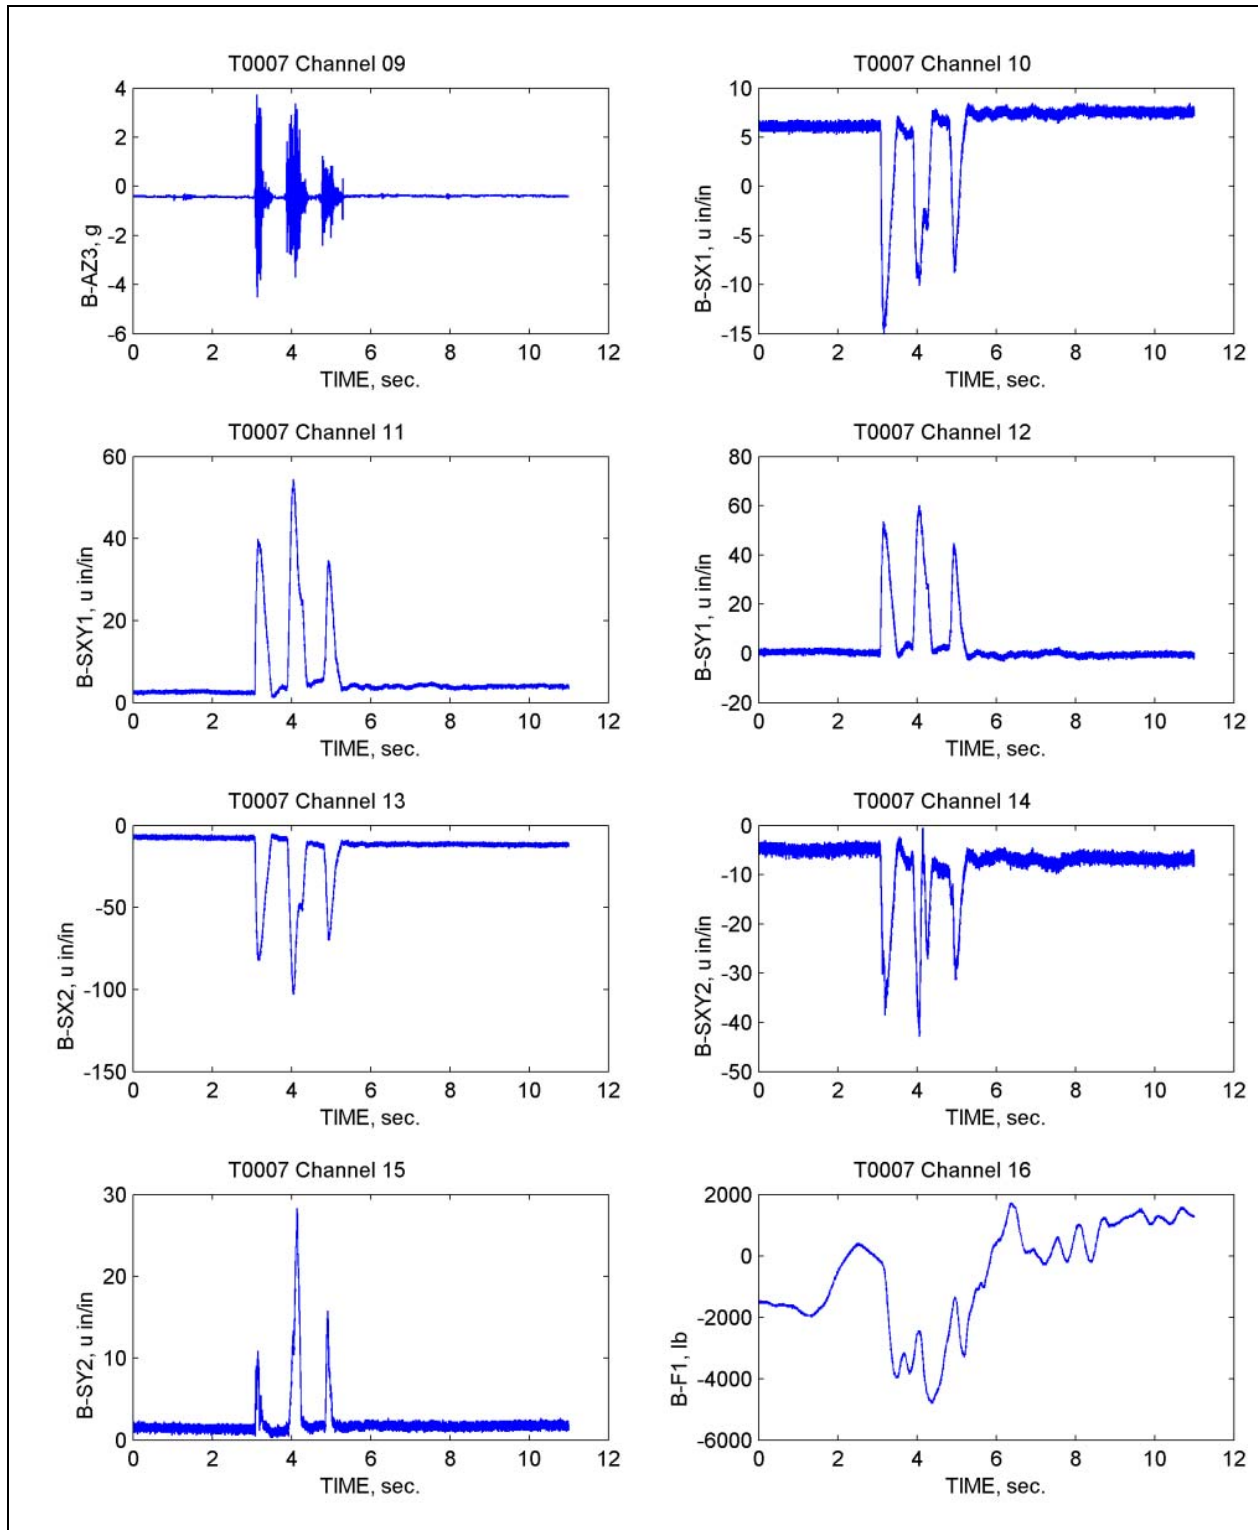 T0007 Channel 09
4
2
0
-2
-4
-6
B-AZ3, g
0 2 4 6 8 10 12
TIME, sec.
T0007 Channel 10
10
5
0
-5
-10
-15
B-SX1, u in/in
0 2 4 6 8 10 12
TIME, sec.
T0007 Channel 11
60
40
20
0
B-SXY1, u in/in
0 2 4 6 8 10 12
TIME, sec.
T0007 Channel 12
80
60
40
20
0
-20
B-SY1, u in/in
0 2 4 6 8 10 12
TIME, sec.
T0007 Channel 13
0
-50
-100
-150
B-SX2, u in/in
0 2 4 6 8 10 12
TIME, sec.
T0007 Channel 14
0
-10
-20
-30
-40
-50
B-SXY2, u in/in
0 2 4 6 8 10 12
TIME, sec.
T0007 Channel 15
30
20
10
0
B-SY2, u in/in
0 2 4 6 8 10 12
TIME, sec.
T0007 Channel 16
2000
0
-2000
-4000
-6000
B-F1, lb
0 2 4 6 8 10 12
TIME, sec.